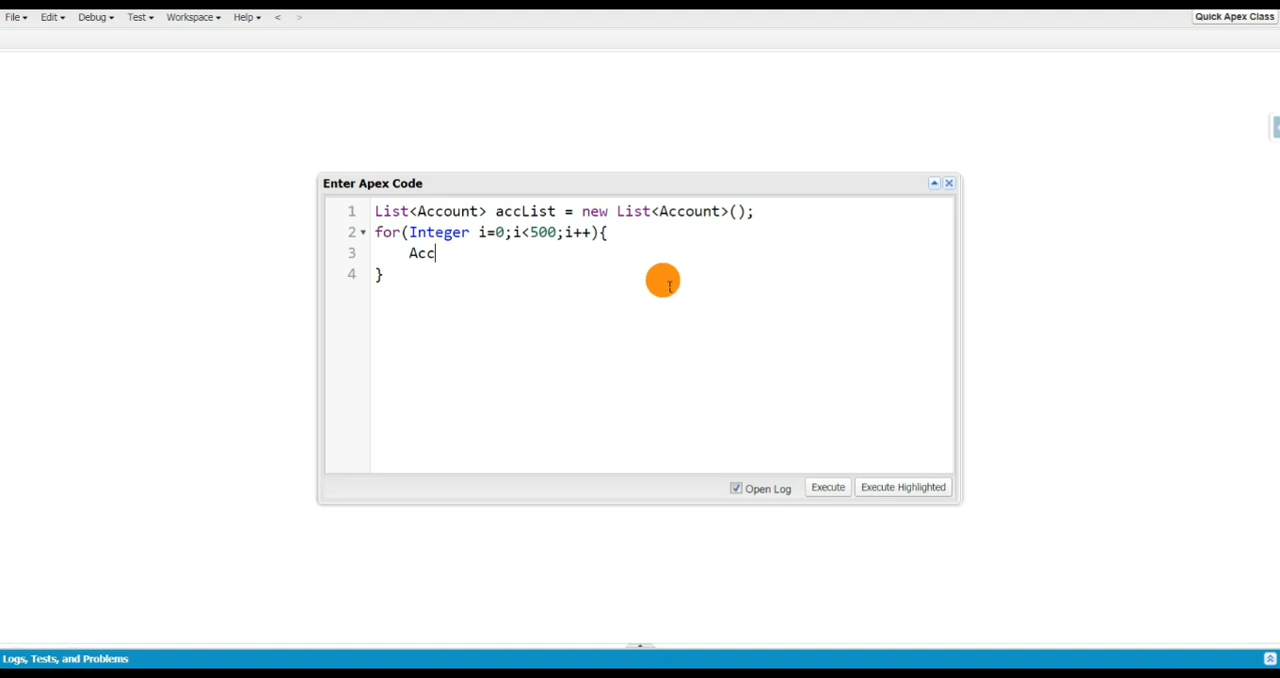 File Edit Debug Test Workspace Help < > Quick Apex Class
Enter Apex Code
1 List<Account> accList = new List<Account>();
2 for(Integer i=0;i<500;i++){
3 Acc
4 }
Open Log Execute Execute Highlighted
Logs, Tests, and Problems